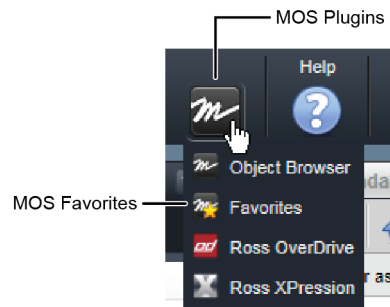 MOS Plugins
Help
?
Object Browser
MOS Favorites
Favorites
Ross OverDrive
Ross XPression